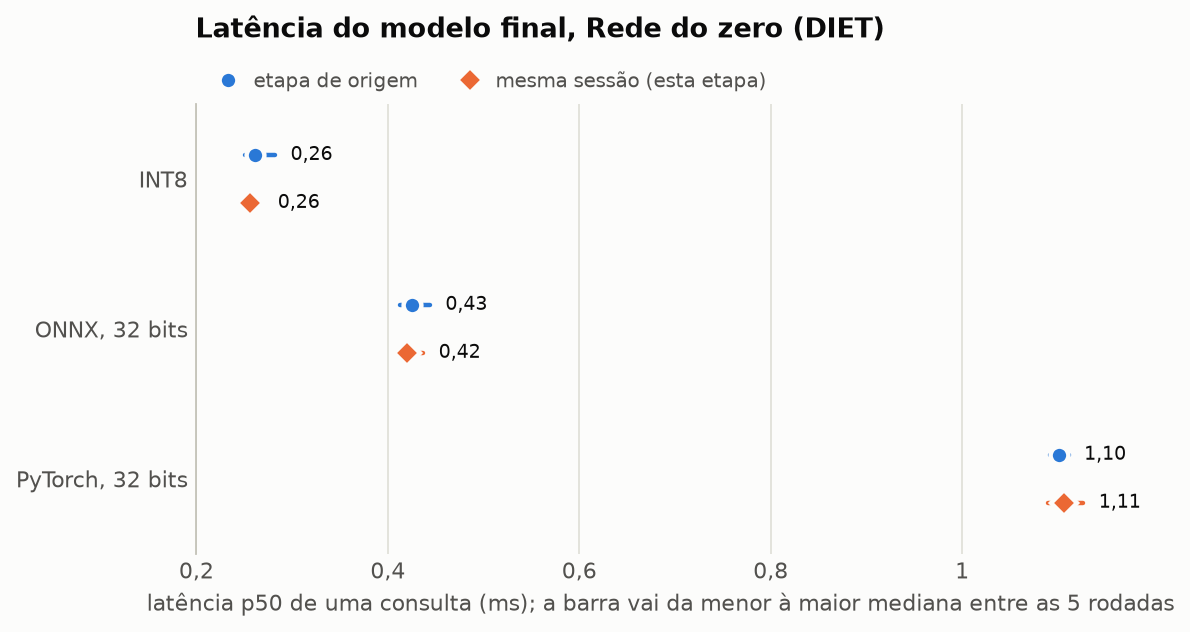 Latência do modelo final, Rede do zero (DIET)
etapa de origem mesma sessão (esta etapa)
INT8
0,26
0,26
ONNX, 32 bits
0,43
0,42
PyTorch, 32 bits
1,10
1,11
0,2 0,4 0,6 0,8 1
latência p50 de uma consulta (ms); a barra vai da menor à maior mediana entre as 5 rodadas